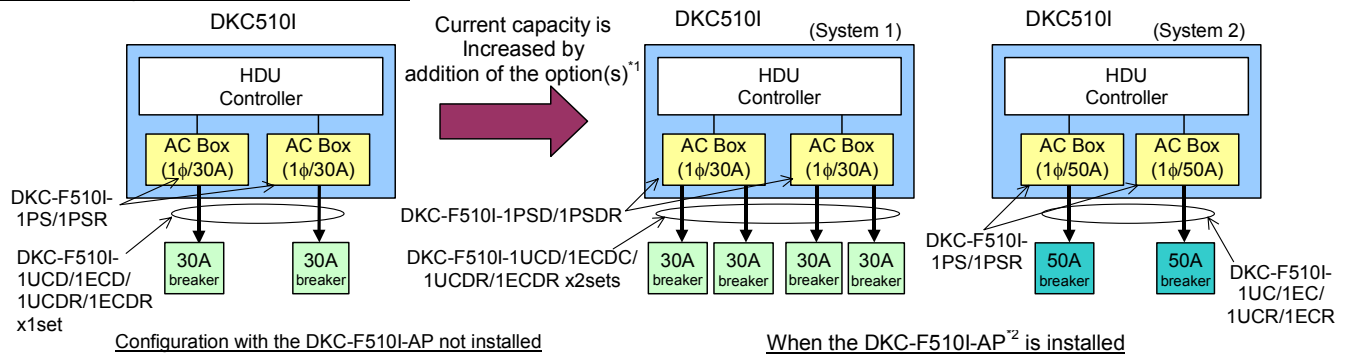 DKC510I
HDU
Controller
AC Box
(1ϕ/30A)
AC Box
(1ϕ/30A)
DKC-F510I-
1PS/1PSR
DKC-F510I-
1UCD/1ECD/
1UCDR/1ECDR
x1set
30A
breaker
30A
breaker
Configuration with the DKC-F510I-AP not installed
Current capacity is
Increased by
addition of the option(s)*1
DKC510I
(System 1)
HDU
Controller
AC Box
(1ϕ/30A)
AC Box
(1ϕ/30A)
DKC-F510I-1PSD/1PSDR
DKC-F510I-1UCD/1ECDC/
1UCDR/1ECDR x2sets
30A
breaker
30A
breaker
30A
breaker
30A
breaker
DKC510I
(System 2)
HDU
Controller
AC Box
(1ϕ/50A)
AC Box
(1ϕ/50A)
DKC-F510I-
1PS/1PSR
50A
breaker
50A
breaker
DKC-F510I-
1UC/1EC/
1UCR/1ECR
When the DKC-F510I-AP*2 is installed